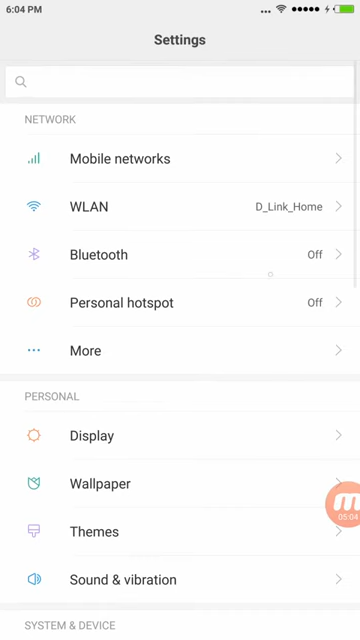 6:04 PM
Settings
NETWORK
Mobile networks
WLAN D_Link_Home
Bluetooth Off
Personal hotspot Off
More
PERSONAL
Display
Wallpaper
Themes
05:04
Sound & vibration
SYSTEM & DEVICE